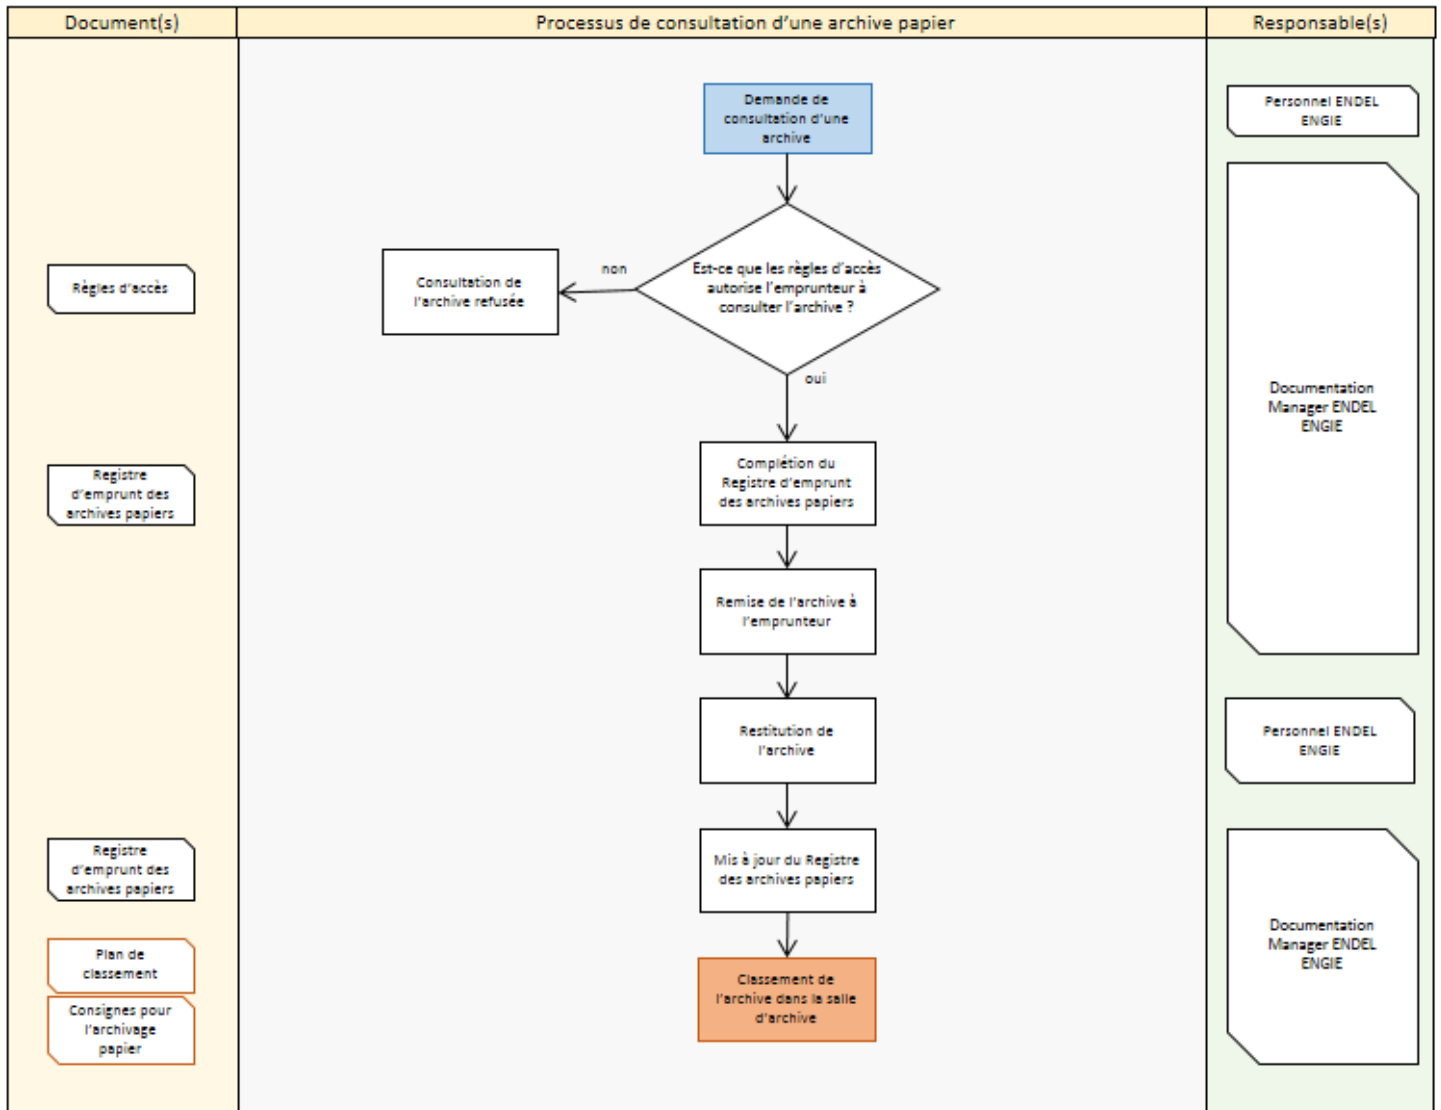 Document(s)
Processus de consultation d'une archive papier
Responsable(s)
Demande de
consultation d'une
archive
Personnel ENDEL
ENGIE
Règles d'accès
Consultation de
l'archive refusée
non
Est-ce que les règles d'accès
autorise l'emprunteur à
consulter l'archive ?
oui
Documentation
Manager ENDEL
ENGIE
Registre
d'emprunt des
archives papiers
Complétion du
Registre d'emprunt
des archives papiers
Remise de l'archive à
l'emprunteur
Restitution de
l'archive
Personnel ENDEL
ENGIE
Registre
d'emprunt des
archives papiers
Mis à jour du Registre
des archives papiers
Documentation
Manager ENDEL
ENGIE
Plan de
classement
Consignes pour
l'archivage
papier
Classement de
l'archive dans la salle
d'archive